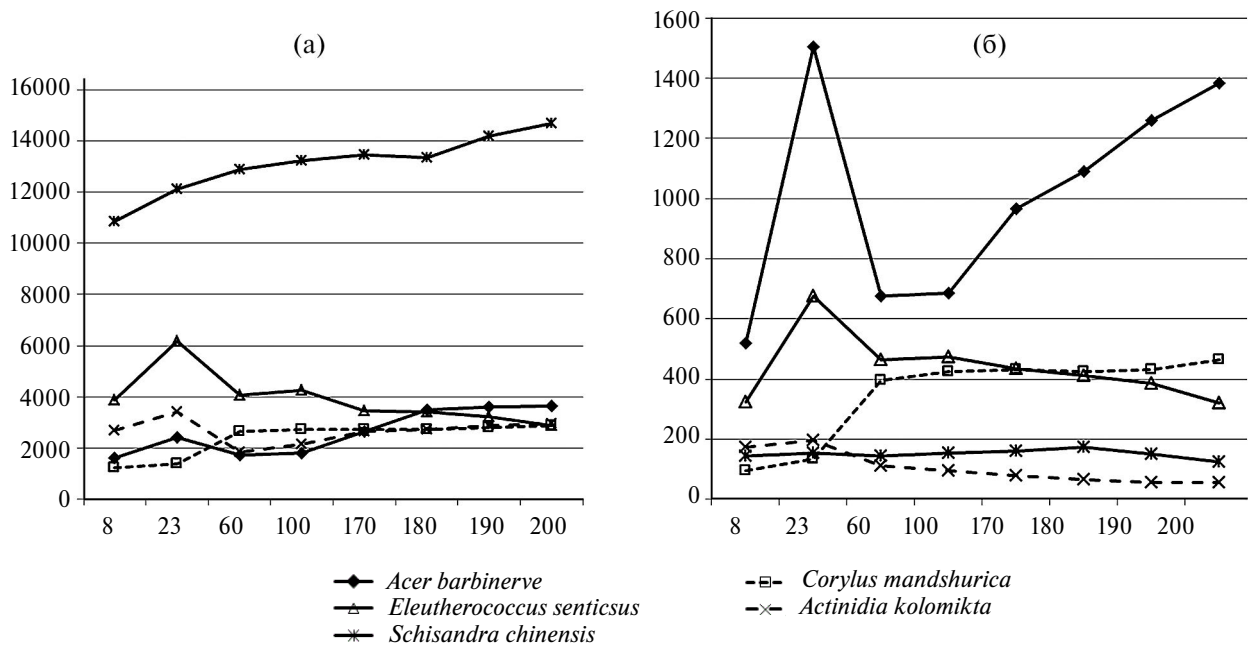 (а)
16000
14000
12000
10000
8000
6000
4000
2000
0
8 23 60 100 170 180 190 200
(б)
1600
1400
1200
1000
800
600
400
200
0
8 23 60 100 170 180 190 200
Acer barbinerve
Eleutherococcus senticsus
Schisandra chinensis
Corylus mandshurica
Actinidia kolomikta